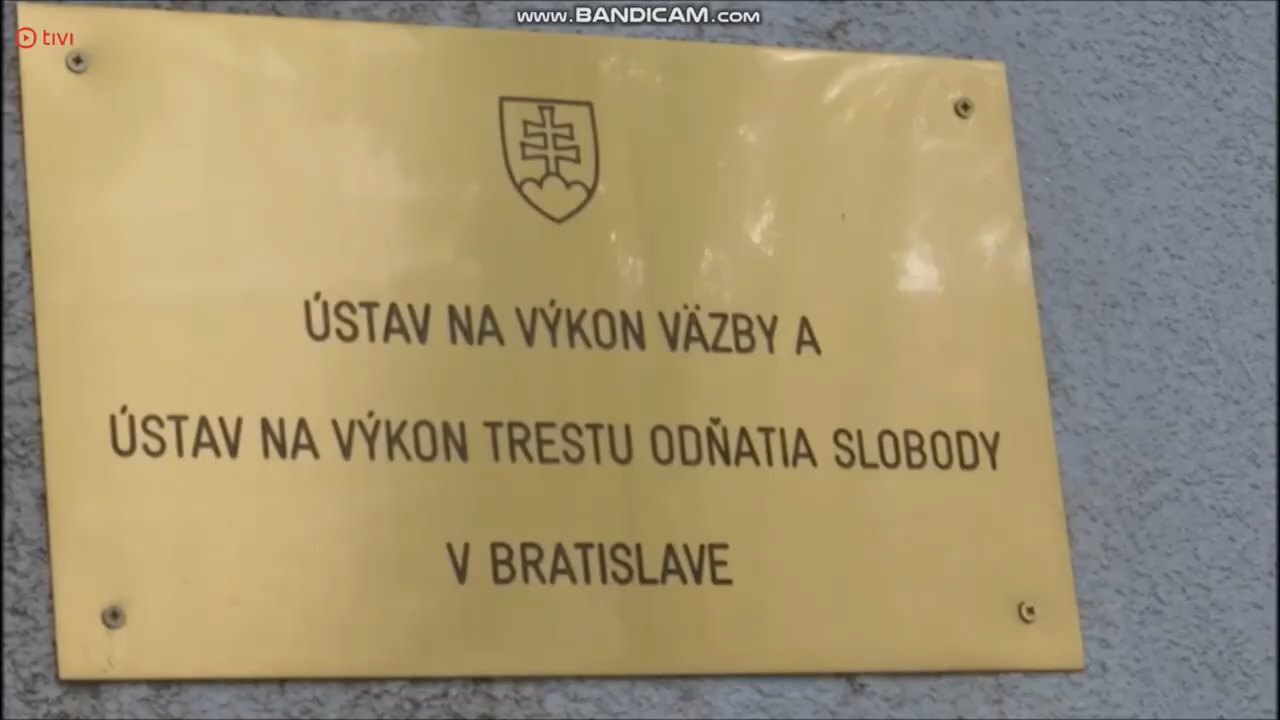 www.BANDICAM.com
tivi
ÚSTAV NA VÝKON VÄZBY A
ÚSTAV NA VÝKON TRESTU ODŇATIA SLOBODY
V BRATISLAVE